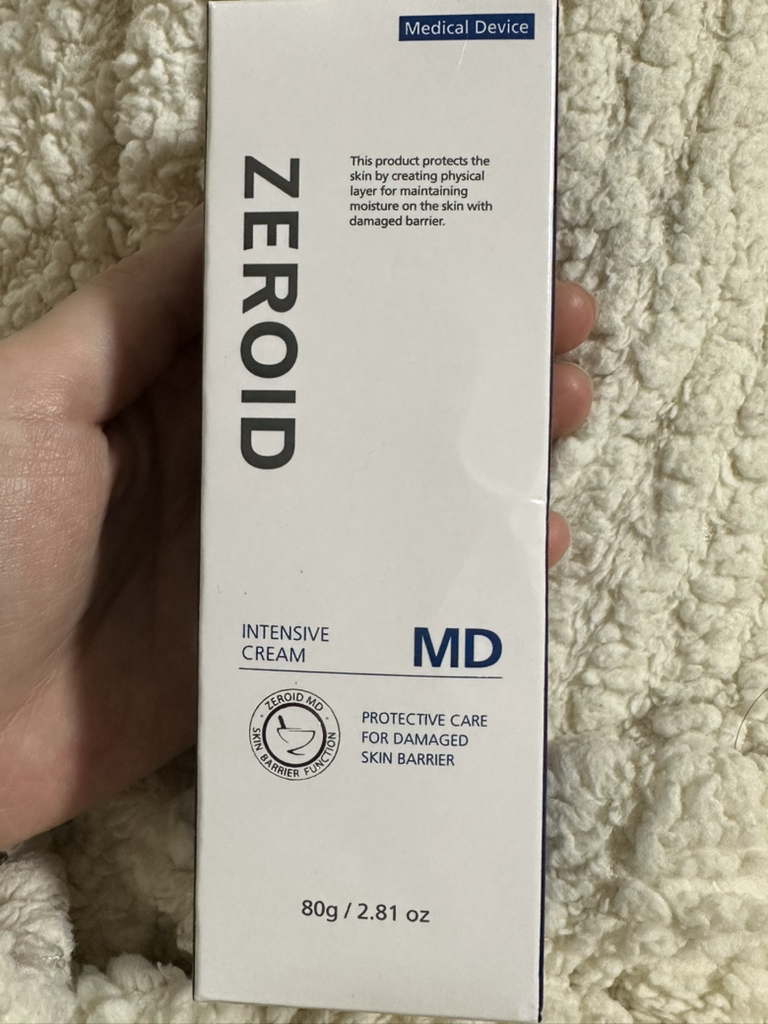 Medical Device
ZEROID
This product protects the
skin by creating physical
layer for maintaining
moisture on the skin with
damaged barrier.
INTENSIVE
CREAM
MD
· ZEROID MD ·
SKIN BARRIER FUNCTION
PROTECTIVE CARE
FOR DAMAGED
SKIN BARRIER
80g / 2.81 oz